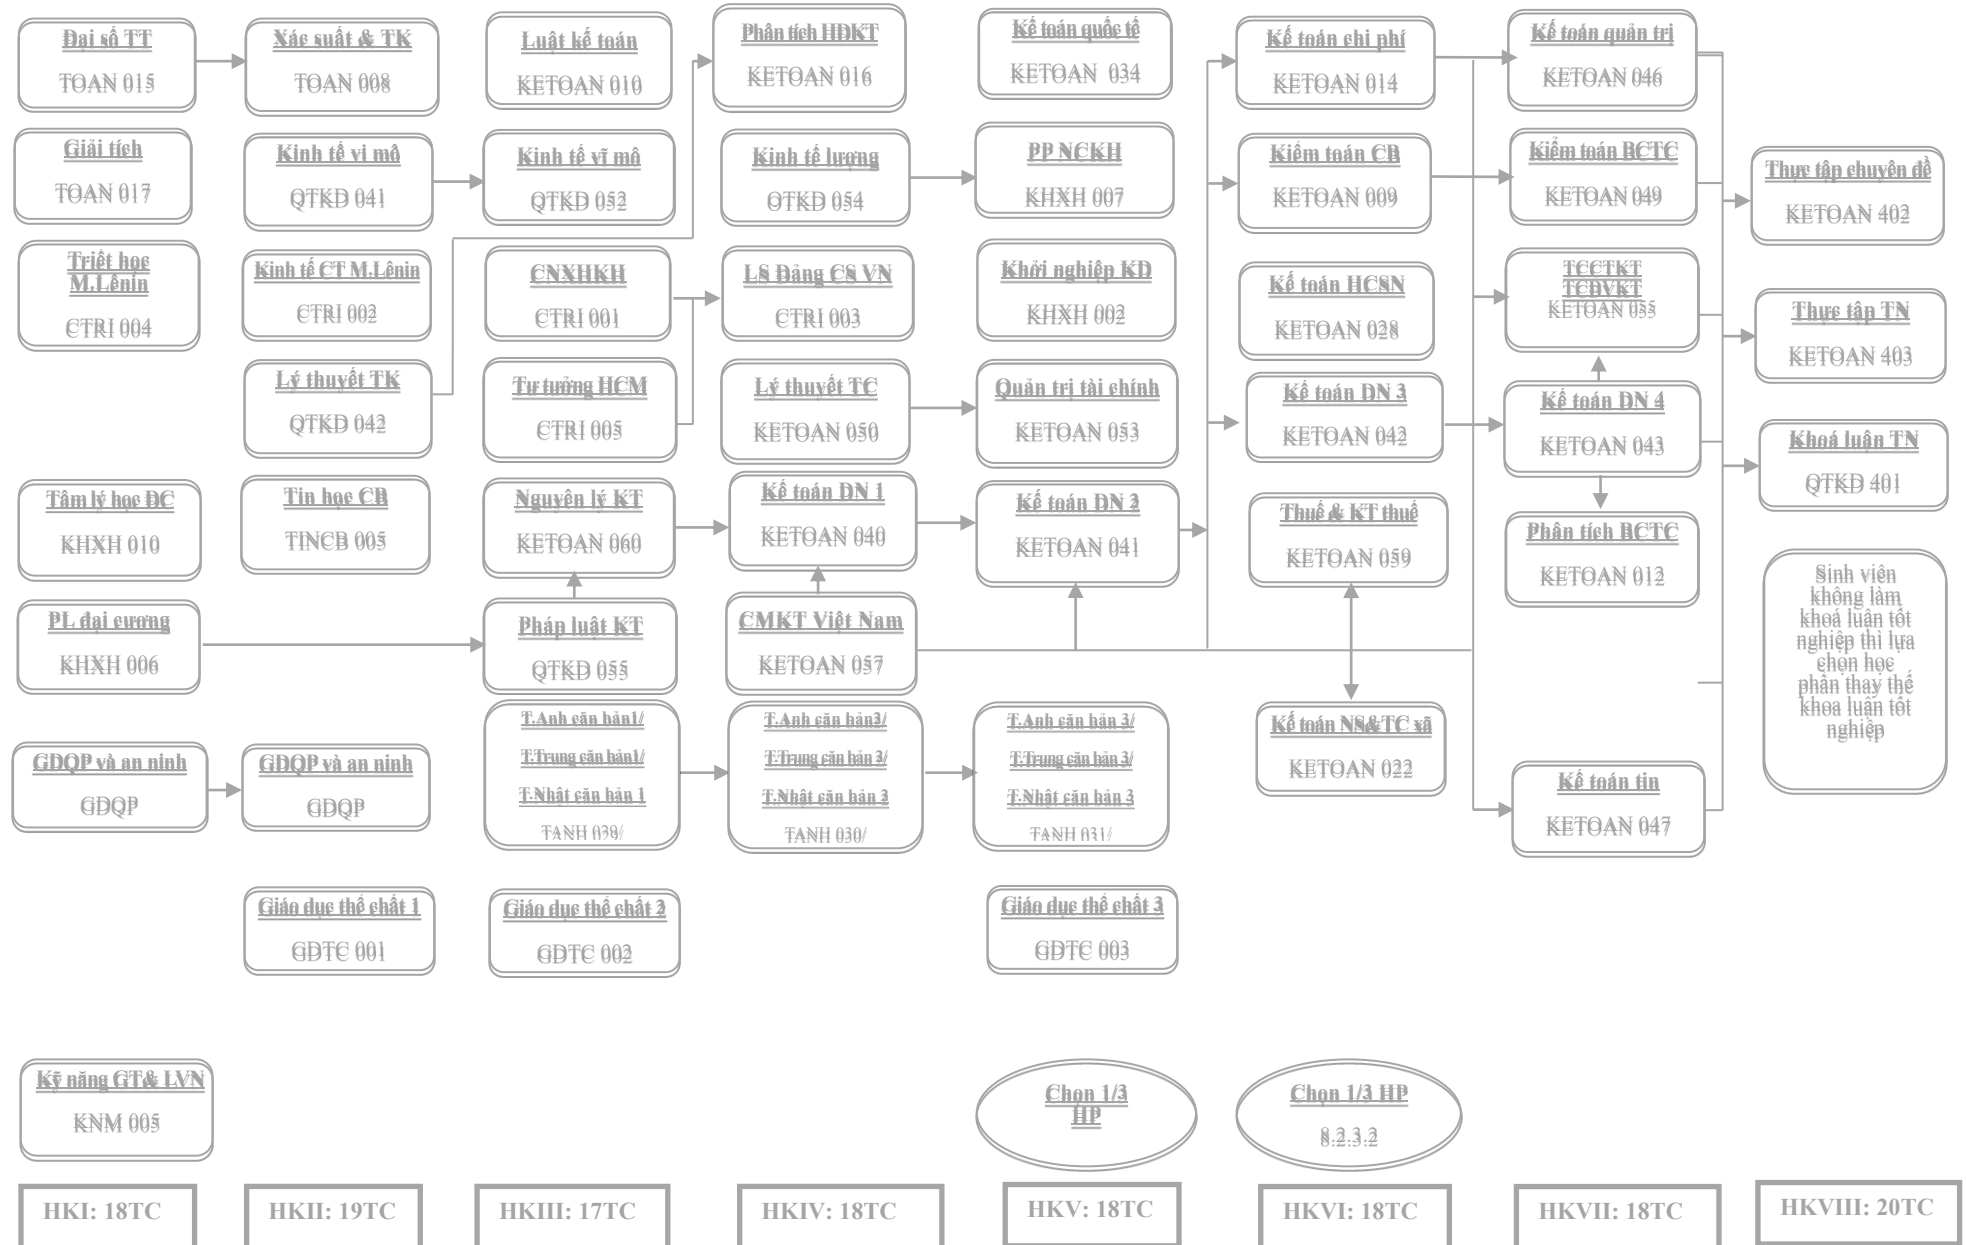 Đại số TT
TOAN 015
Giải tích
TOAN 017
Triết học
M.Lênin
CTRI 004
Tâm lý học ĐC
KHXH 010
PL đại cương
KHXH 006
GDQP và an ninh
GDQP
Kỹ năng GT& LVN
KNM 005
HKI: 18TC
Xác suất & TK
TOAN 008
Kinh tế vi mô
QTKD 041
Kinh tế CT M.Lênin
CTRI 002
Lý thuyết TK
QTKD 042
Tin học CB
TINCB 005
GDQP và an ninh
GDQP
Giáo dục thể chất 1
GDTC 001
HKII: 19TC
Luật kế toán
KETOAN 010
Kinh tế vĩ mô
QTKD 052
CNXHKH
CTRI 001
Tư tưởng HCM
CTRI 005
Nguyên lý KT
KETOAN 060
Pháp luật KT
QTKD 055
T.Anh căn bản1/
T.Trung căn bản1/
T.Nhật căn bản 1
TANH 029/
Giáo dục thể chất 2
GDTC 002
HKIII: 17TC
Phân tích HDKT
KETOAN 016
Kinh tế lượng
QTKD 054
LS Đảng CS VN
CTRI 003
Lý thuyết TC
KETOAN 050
Kế toán DN 1
KETOAN 040
CMKT Việt Nam
KETOAN 057
T.Anh căn bản2/
T.Trung căn bản 2/
T.Nhật căn bản 2
TANH 030/
HKIV: 18TC
Kế toán quốc tế
KETOAN 034
PP NCKH
KHXH 007
Khởi nghiệp KD
KHXH 002
Quản trị tài chính
KETOAN 053
Kế toán DN 2
KETOAN 041
T.Anh căn bản 3/
T.Trung căn bản 3/
T.Nhật căn bản 3
TANH 031/
Giáo dục thể chất 3
GDTC 003
Chọn 1/3
HP
HKV: 18TC
Kế toán chi phí
KETOAN 014
Kiểm toán CB
KETOAN 009
Kế toán HCSN
KETOAN 028
Kế toán DN 3
KETOAN 042
Thuế & KT thuế
KETOAN 059
Kế toán NS&TC xã
KETOAN 022
Chọn 1/3 HP
8.2.3.2
HKVI: 18TC
Kế toán quản trị
KETOAN 046
Kiểm toán BCTC
KETOAN 049
TCCTKT
TCDVKT
KETOAN 055
Kế toán DN 4
KETOAN 043
Phân tích BCTC
KETOAN 012
Kế toán tin
KETOAN 047
HKVII: 18TC
Thực tập chuyên đề
KETOAN 402
Thực tập TN
KETOAN 403
Khoá luận TN
QTKD 401
Sinh viên
không làm
khoá luận tốt
nghiệp thì lựa
chọn học
phần thay thế
khoa luận tốt
nghiệp
HKVIII: 20TC